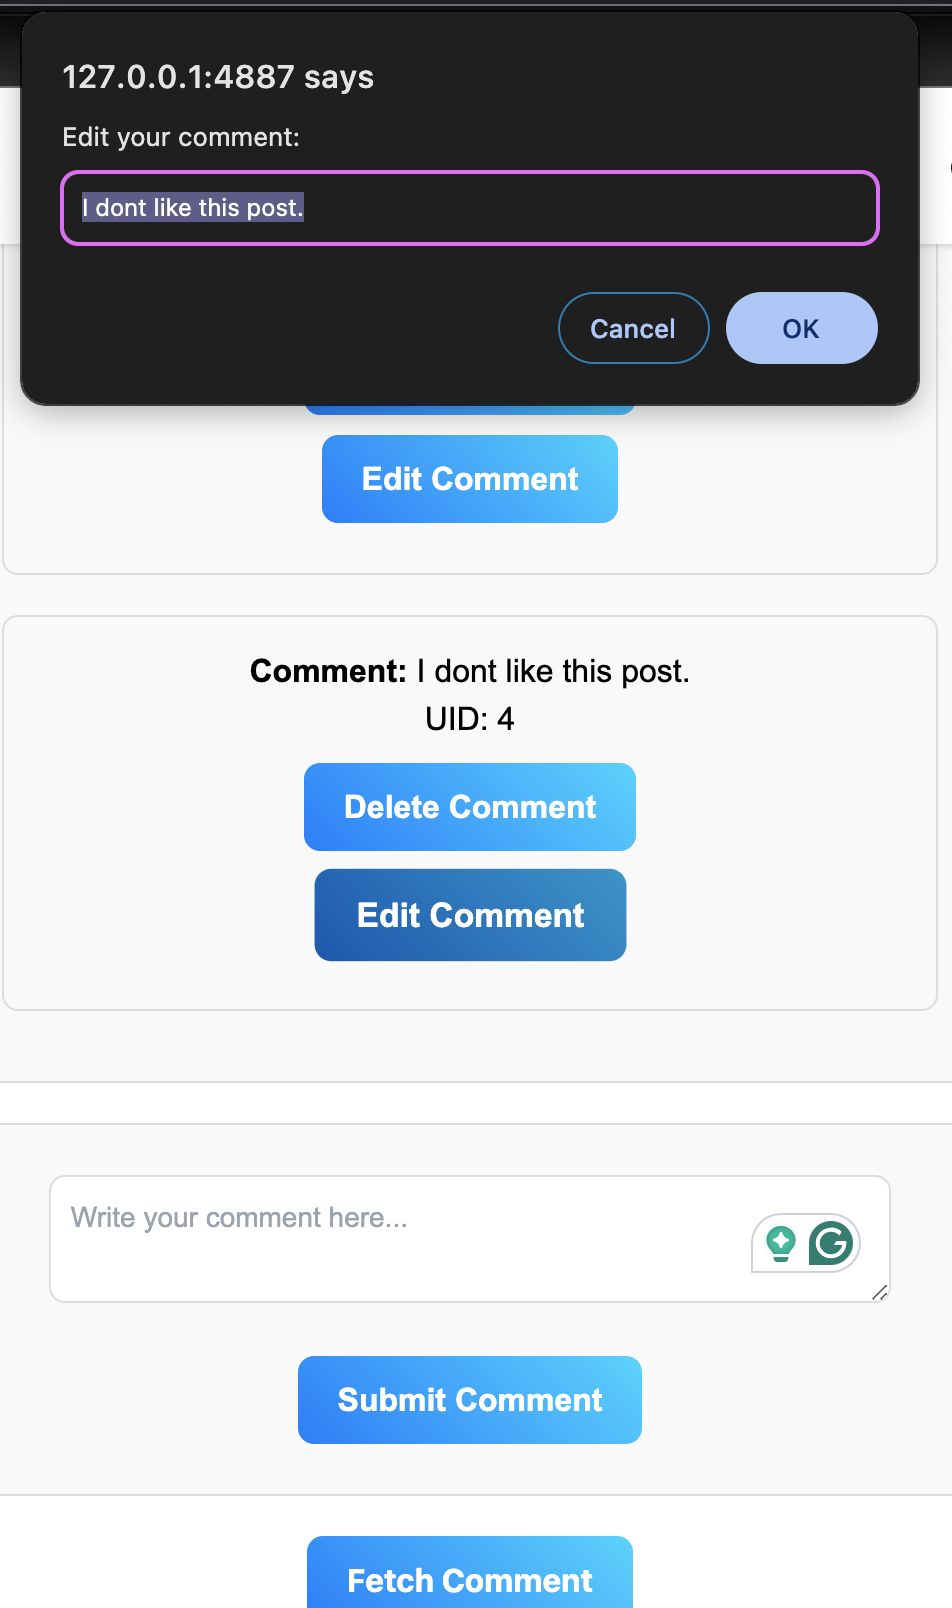 127.0.0.1:4887 says
Edit your comment:
I dont like this post.
Cancel
OK
Edit Comment
Comment: I dont like this post.
UID: 4
Delete Comment
Edit Comment
Write your comment here...
Submit Comment
Fetch Comment